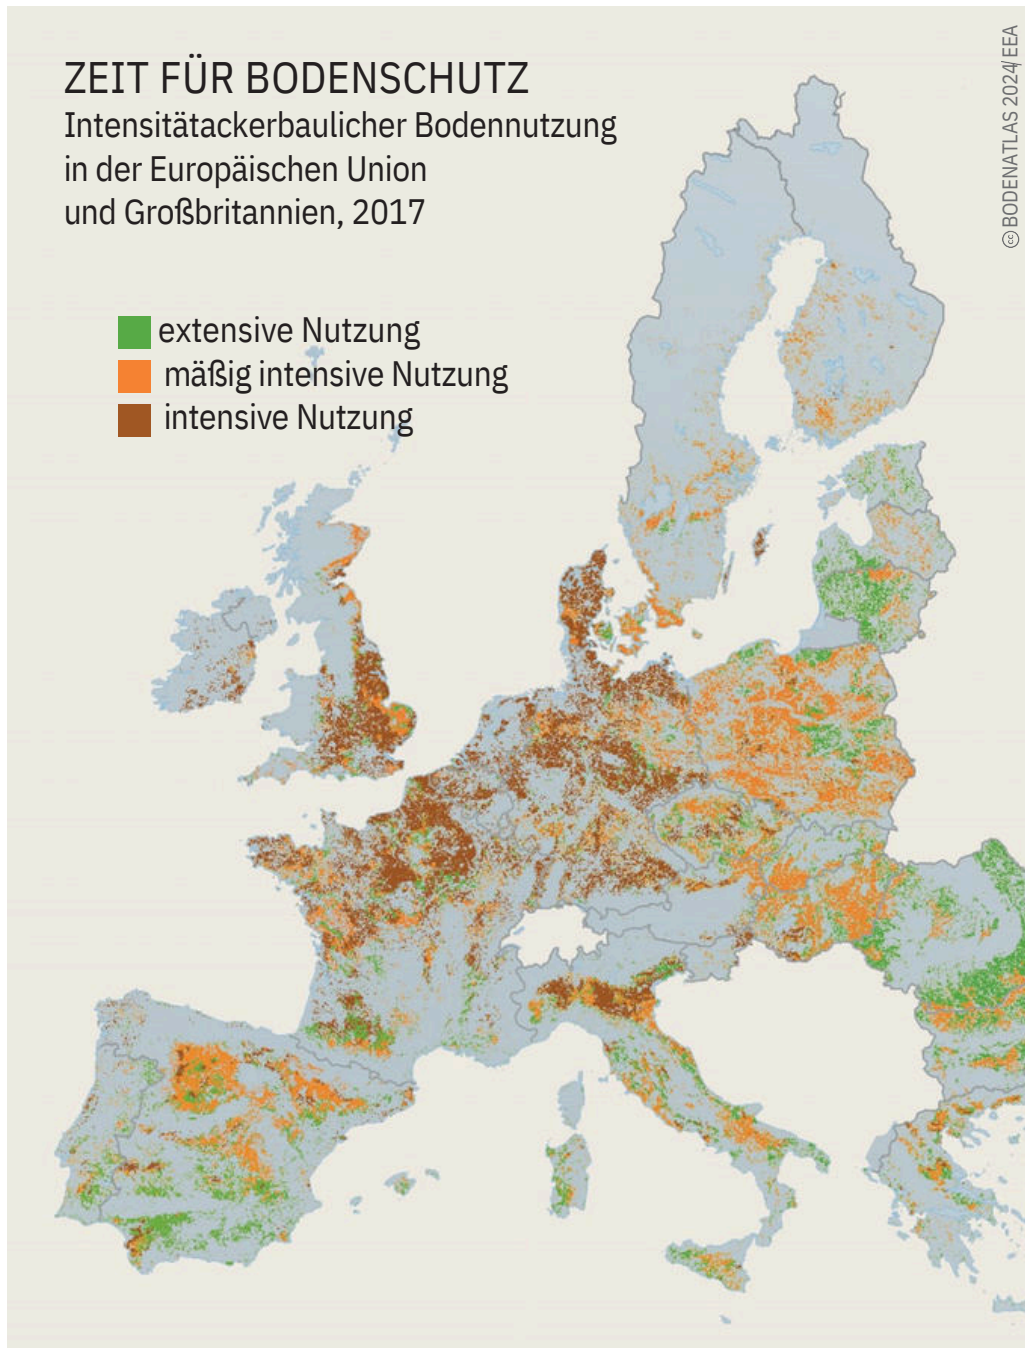 ZEIT FÜR BODENSCHUTZ
Intensitätackerbaulicher Bodennutzung
in der Europäischen Union
und Großbritannien, 2017
extensive Nutzung
mäßig intensive Nutzung
intensive Nutzung
cc BODENATLAS 2024/EEA